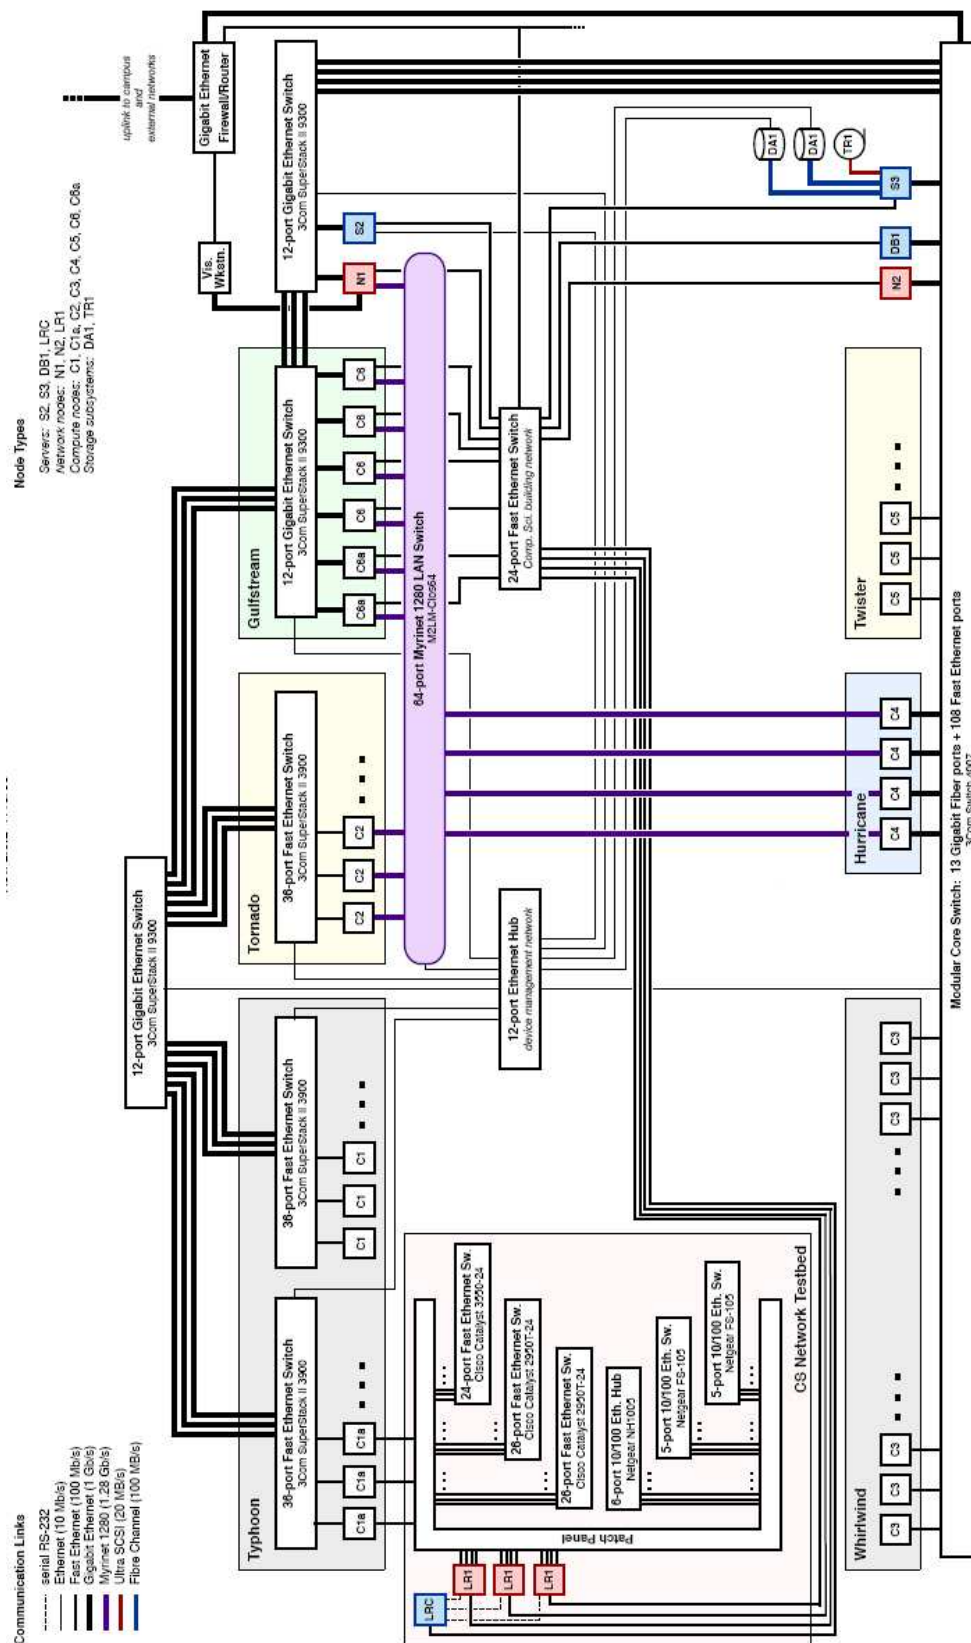 Communication Links
serial RS-232
Ethernet (10 Mb/s)
Fast Ethernet (100 Mb/s)
Gigabit Ethernet (1 Gb/s)
Myrinet 1280 (1.28 Gb/s)
Ultra SCSI (20 MB/s)
Fibre Channel (100 MB/s)
Node Types
Servers: S2, S3, DB1, LRC
Network nodes: N1, N2, LR1
Compute nodes: C1, C1a, C2, C3, C4, C5, C6, C6a
Storage subsystems: DA1, TR1
uplink to campus
and
external networks
Gigabit Ethernet
Firewall/Router
Vis.
Wkstn.
12-port Gigabit Ethernet Switch
3Com SuperStack II 9300
12-port Gigabit Ethernet Switch
3Com SuperStack II 9300
Typhoon
36-port Fast Ethernet Switch
3Com SuperStack II 3900
C1a
C1a
C1a
36-port Fast Ethernet Switch
3Com SuperStack II 3900
C1
C1
C1
Tornado
36-port Fast Ethernet Switch
3Com SuperStack II 3900
C2
C2
C2
Gulfstream
12-port Gigabit Ethernet Switch
3Com SuperStack II 9300
C6a
C6a
C6
C6
C6
C6
N1
S2
64-port Myrinet 1280 LAN Switch
M2LM-Clos64
12-port Ethernet Hub
device management network
24-port Fast Ethernet Switch
Comp. Sci. building network
LRC
LR1
LR1
LR1
Patch Panel
24-port Fast Ethernet Sw.
Cisco Catalyst 3550-24
26-port Fast Ethernet Sw.
Cisco Catalyst 2950T-24
26-port Fast Ethernet Sw.
Cisco Catalyst 2950T-24
6-port 10/100 Eth. Hub
Netgear NH1005
5-port 10/100 Eth. Sw.
Netgear FS-105
5-port 10/100 Eth. Sw.
Netgear FS-105
CS Network Testbed
DA1
DA1
TR1
Whirlwind
C3
C3
C3
C3
C3
C3
Hurricane
C4
C4
C4
C4
Twister
C5
C5
C5
N2
DB1
S3
Modular Core Switch: 13 Gigabit Fiber ports + 108 Fast Ethernet ports
3Com Switch 4007